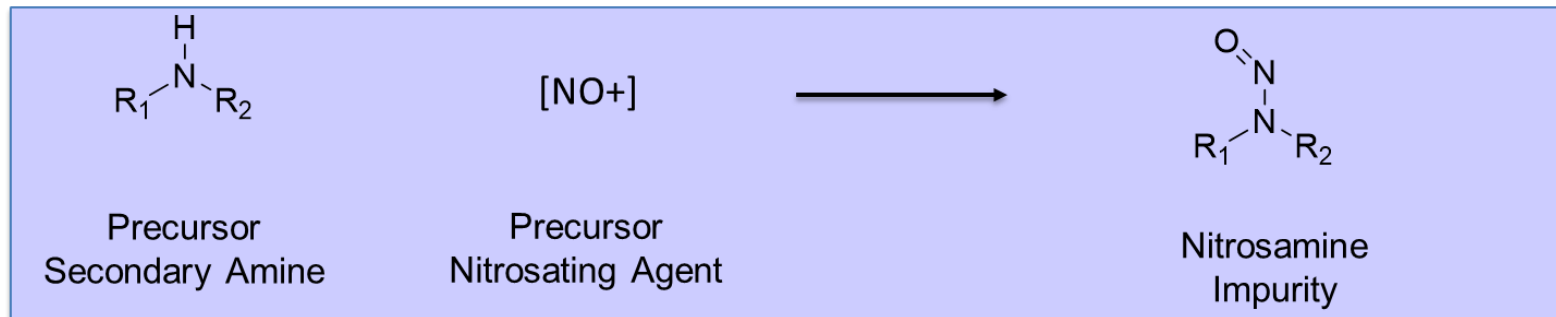 H
N
R1 R2
[NO+]
O
N
N
R1 R2
Precursor
Secondary Amine
Precursor
Nitrosating Agent
Nitrosamine
Impurity